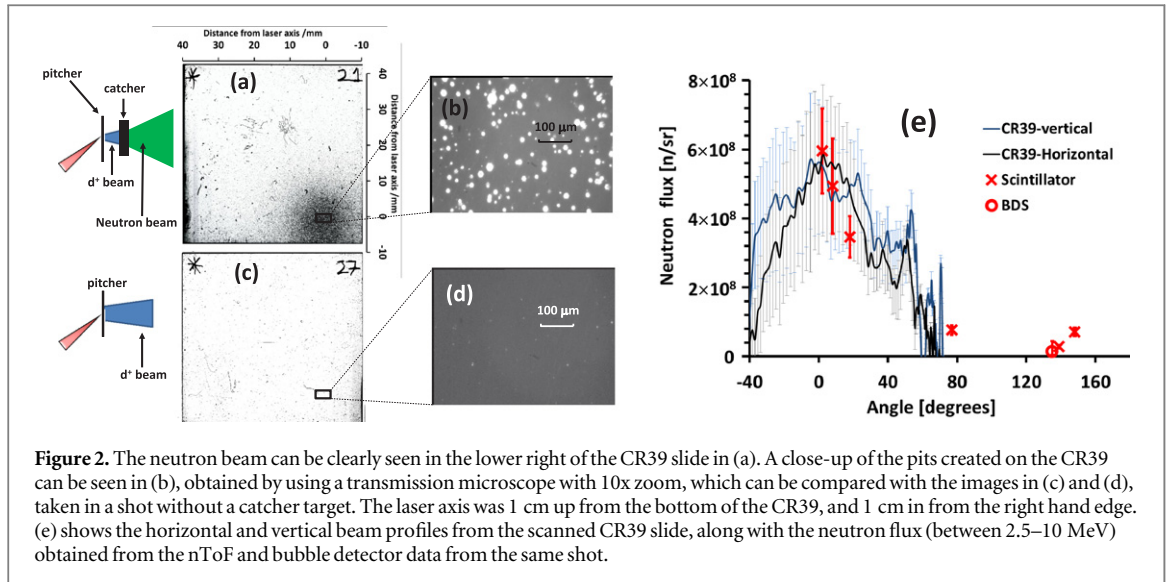 Distance from laser axis /mm
40 30 20 10 0 -10
pitcher
catcher
d⁺ beam
Neutron beam
(a)
21
40
30
20
10
0
-10
Distance from laser axis /mm
(b)
100 µm
(c)
27
d⁺ beam
(d)
100 µm
(e)
Neutron flux [n/sr]
8×10⁸
6×10⁸
4×10⁸
2×10⁸
0
-40 0 40 80 120 160
Angle [degrees]
CR39-vertical
CR39-Horizontal
Scintillator
BDS
Figure 2. The neutron beam can be clearly seen in the lower right of the CR39 slide in (a). A close-up of the pits created on the CR39
can be seen in (b), obtained by using a transmission microscope with 10x zoom, which can be compared with the images in (c) and (d),
taken in a shot without a catcher target. The laser axis was 1 cm up from the bottom of the CR39, and 1 cm in from the right hand edge.
(e) shows the horizontal and vertical beam profiles from the scanned CR39 slide, along with the neutron flux (between 2.5–10 MeV)
obtained from the nToF and bubble detector data from the same shot.